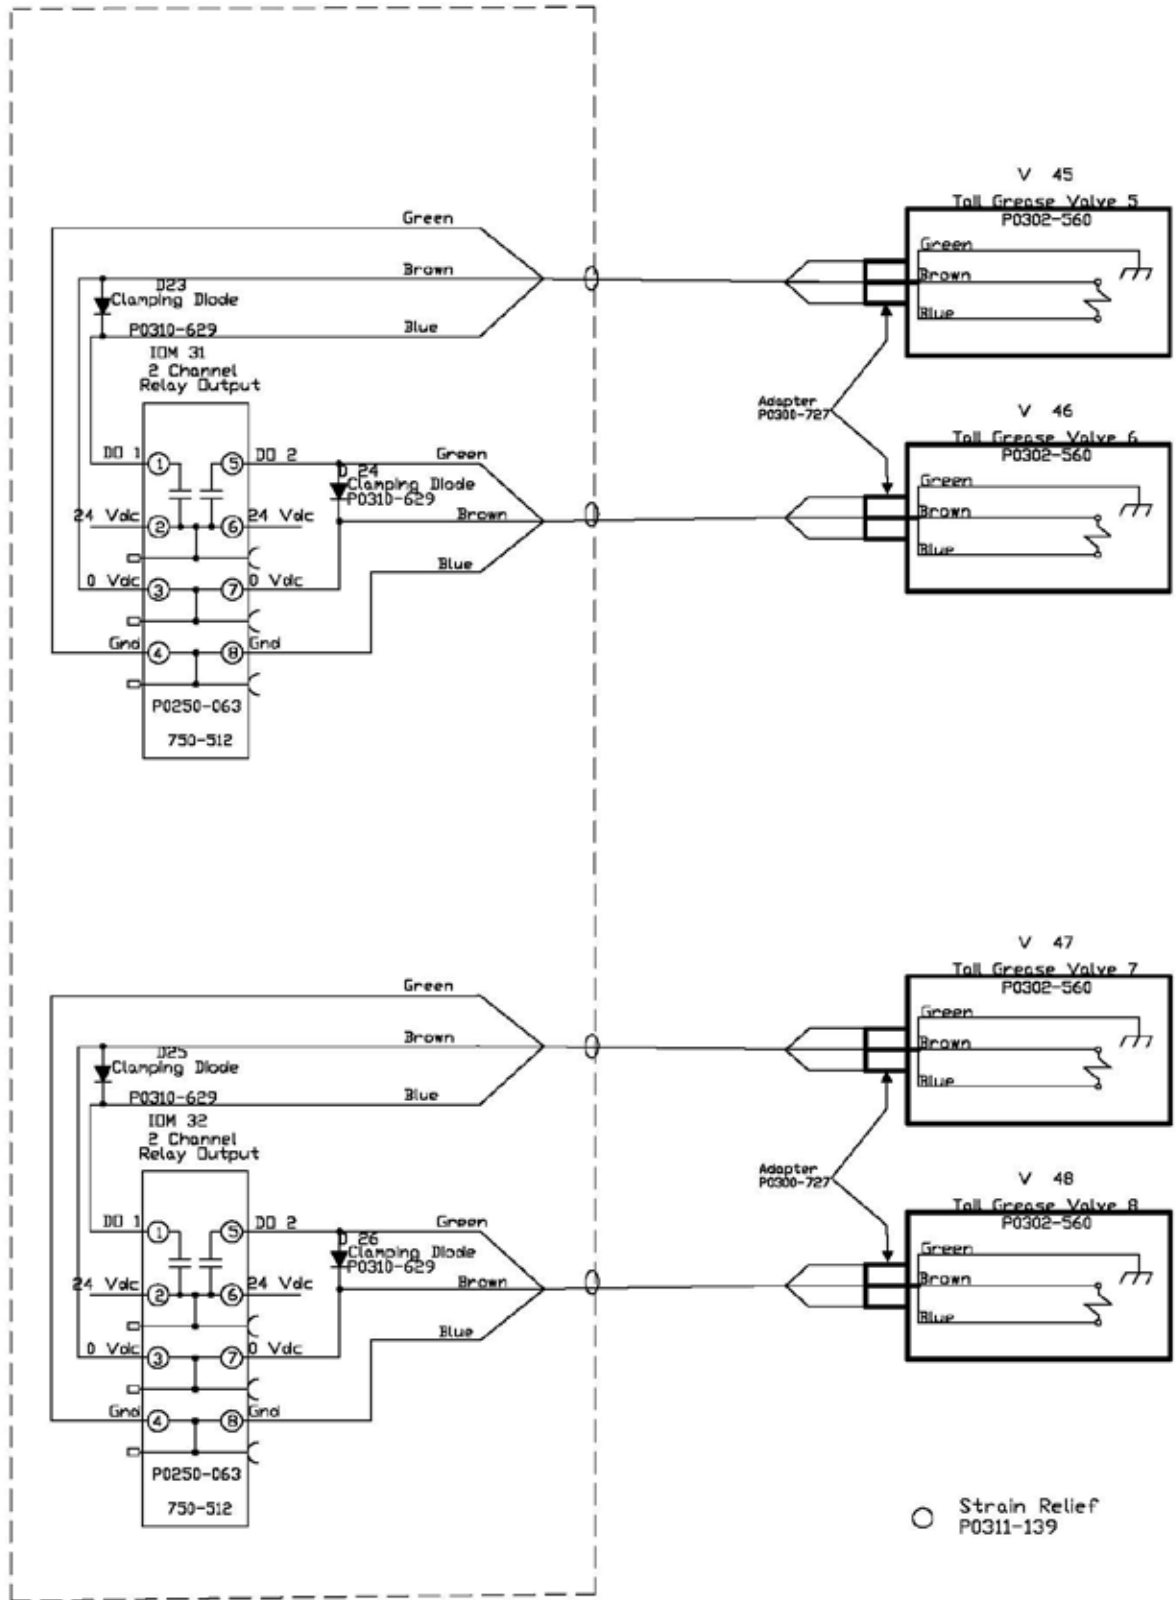 V 45
Tall Grease Valve 5
P0302-560
Green
Brown
Blue
Green
Brown
Blue
D23
Clamping Diode
P0310-629
IOM 31
2 Channel
Relay Output
DO 1
1
5
DO 2
24 Vdc
2
6
24 Vdc
0 Vdc
3
7
0 Vdc
Gnd
4
8
Gnd
P0250-063
750-512
D 24
Clamping Diode
P0310-629
Green
Brown
Blue
Adapter
P0300-727
V 46
Tall Grease Valve 6
P0302-560
Green
Brown
Blue
V 47
Tall Grease Valve 7
P0302-560
Green
Brown
Blue
Green
Brown
Blue
D25
Clamping Diode
P0310-629
IOM 32
2 Channel
Relay Output
DO 1
1
5
DO 2
24 Vdc
2
6
24 Vdc
0 Vdc
3
7
0 Vdc
Gnd
4
8
Gnd
P0250-063
750-512
D 26
Clamping Diode
P0310-629
Green
Brown
Blue
Adapter
P0300-727
V 48
Tall Grease Valve 8
P0302-560
Green
Brown
Blue
Strain Relief
P0311-139